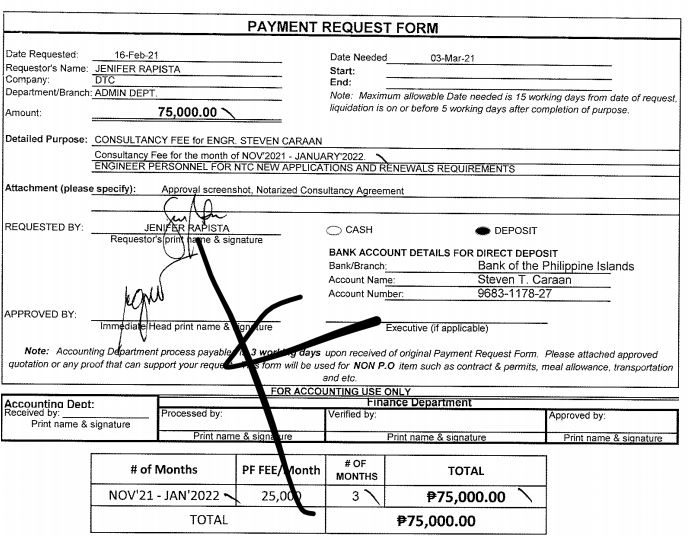 PAYMENT REQUEST FORM
Date Requested: 16-Feb-21
Date Needed 03-Mar-21
Requestor's Name: JENIFER RAPISTA
Start:
Company: DTC
End:
Department/Branch: ADMIN DEPT.
Note: Maximum allowable Date needed is 15 working days from date of request,
liquidation is on or before 5 working days after completion of purpose.
Amount: 75,000.00
Detailed Purpose: CONSULTANCY FEE for ENGR. STEVEN CARAAN
Consultancy Fee for the month of NOV'2021 - JANUARY'2022.
ENGINEER PERSONNEL FOR NTC NEW APPLICATIONS AND RENEWALS REQUIREMENTS
Attachment (please specify): Approval screenshot, Notarized Consultancy Agreement
REQUESTED BY: JENIFER RAPISTA
Requestor's print name & signature
CASH
DEPOSIT
BANK ACCOUNT DETAILS FOR DIRECT DEPOSIT
Bank/Branch: Bank of the Philippine Islands
Account Name: Steven T. Caraan
Account Number: 9683-1178-27
APPROVED BY:
Immediate Head print name & signature
Executive (if applicable)
Note: Accounting Department process payable is 3 working days upon received of original Payment Request Form. Please attached approved
quotation or any proof that can support your request. This form will be used for NON P.O item such as contract & permits, meal allowance, transportation
and etc.
FOR ACCOUNTING USE ONLY
Accounting Dept:
Finance Department
Received by:
Print name & signature
Processed by:
Print name & signature
Verified by:
Print name & signature
Approved by:
Print name & signature
# of Months PF FEE/Month # OF MONTHS TOTAL
NOV'21 - JAN'2022 25,000 3 ₱75,000.00
TOTAL ₱75,000.00